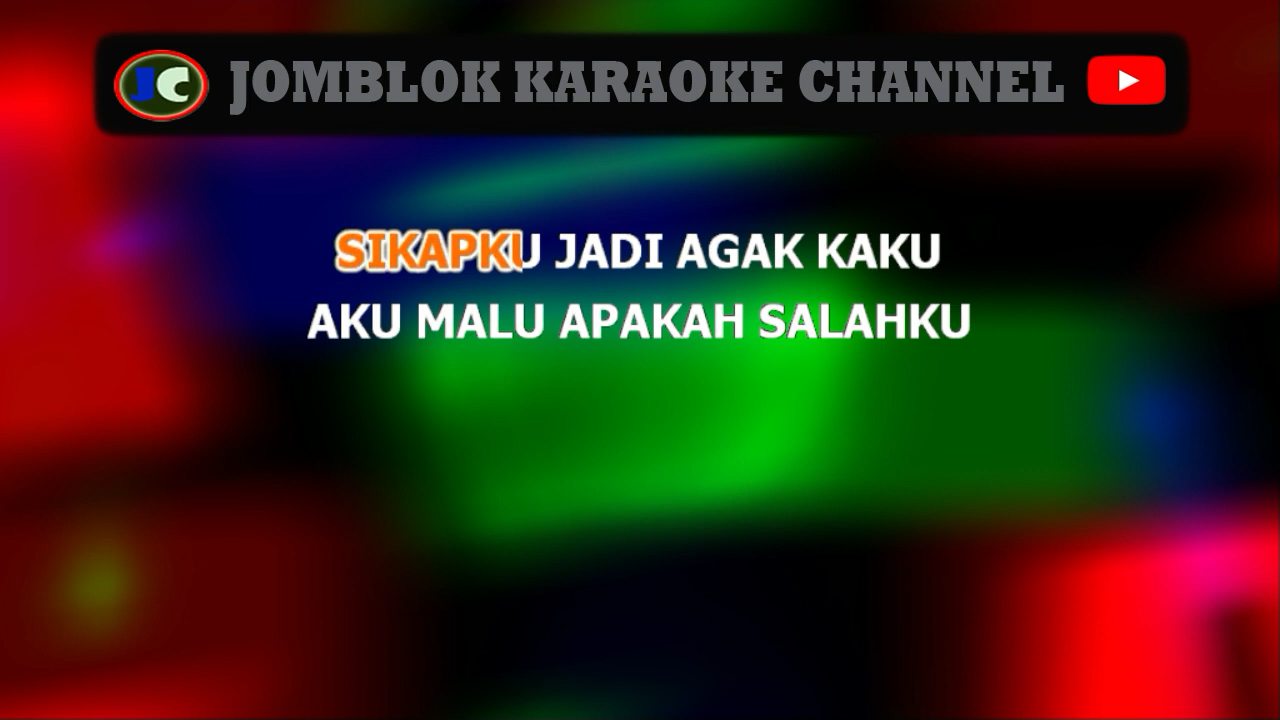 JC JOMBLOK KARAOKE CHANNEL
SIKAPKU JADI AGAK KAKU
AKU MALU APAKAH SALAHKU